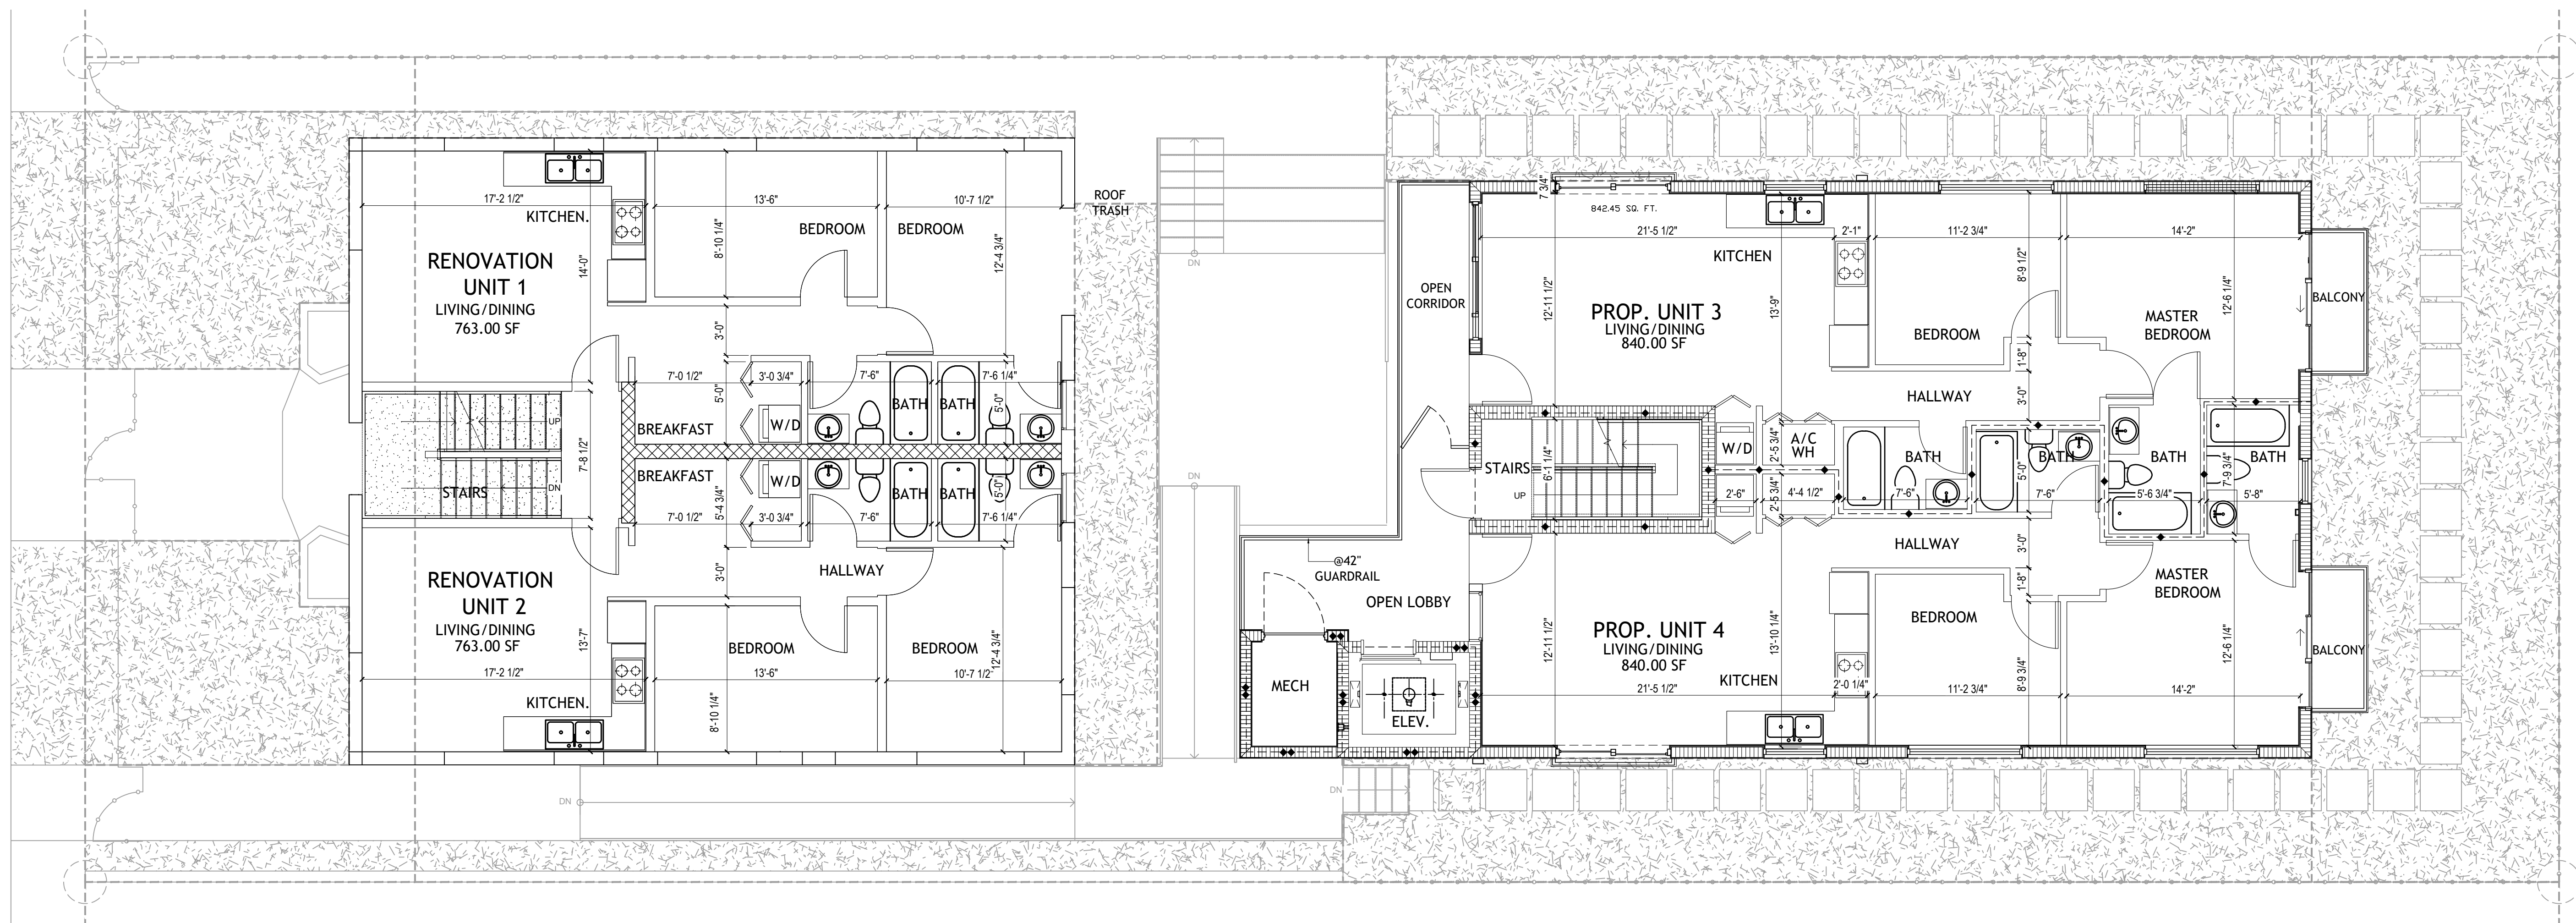 ROOF
TRASH
17'-2 1/2"
KITCHEN.
13'-6"
BEDROOM
8'-10 1/4"
10'-7 1/2"
BEDROOM
12'-4 3/4"
RENOVATION
UNIT 1
LIVING/DINING
763.00 SF
14'-0"
3'-0"
7'-0 1/2"
3'-0 3/4"
7'-6"
7'-6 1/4"
5'-0"
BREAKFAST
W/D
BATH
BATH
5'-0"
UP
7'-8 1/2"
STAIRS
DN
BREAKFAST
W/D
BATH
BATH
5'-0"
7'-0 1/2"
5'-4 3/4"
3'-0 3/4"
7'-6"
7'-6 1/4"
HALLWAY
3'-0"
RENOVATION
UNIT 2
LIVING/DINING
763.00 SF
13'-7"
17'-2 1/2"
KITCHEN.
BEDROOM
13'-6"
8'-10 1/4"
BEDROOM
12'-4 3/4"
10'-7 1/2"
DN
DN
DN
DN
OPEN
CORRIDOR
7 3/4"
842.45 SQ. FT.
21'-5 1/2"
2'-1"
KITCHEN
11'-2 3/4"
8'-9 1/2"
14'-2"
12'-6 1/4"
PROP. UNIT 3
LIVING/DINING
840.00 SF
12'-11 1/2"
13'-9"
BEDROOM
1'-8"
MASTER
BEDROOM
BALCONY
HALLWAY
3'-0"
STAIRS
UP
6'-1 1/4"
W/D
A/C
WH
2'-5 3/4"
2'-6"
2'-5 3/4"
4'-4 1/2"
BATH
7'-6"
BATH
5'-0"
7'-6"
BATH
5'-6 3/4"
BATH
7'-9 3/4"
5'-8"
HALLWAY
3'-0"
1'-8"
@42"
GUARDRAIL
OPEN LOBBY
MECH
ELEV.
PROP. UNIT 4
LIVING/DINING
840.00 SF
12'-11 1/2"
13'-10 1/4"
KITCHEN
21'-5 1/2"
2'-0 1/4"
BEDROOM
11'-2 3/4"
8'-9 3/4"
MASTER
BEDROOM
12'-6 1/4"
14'-2"
BALCONY